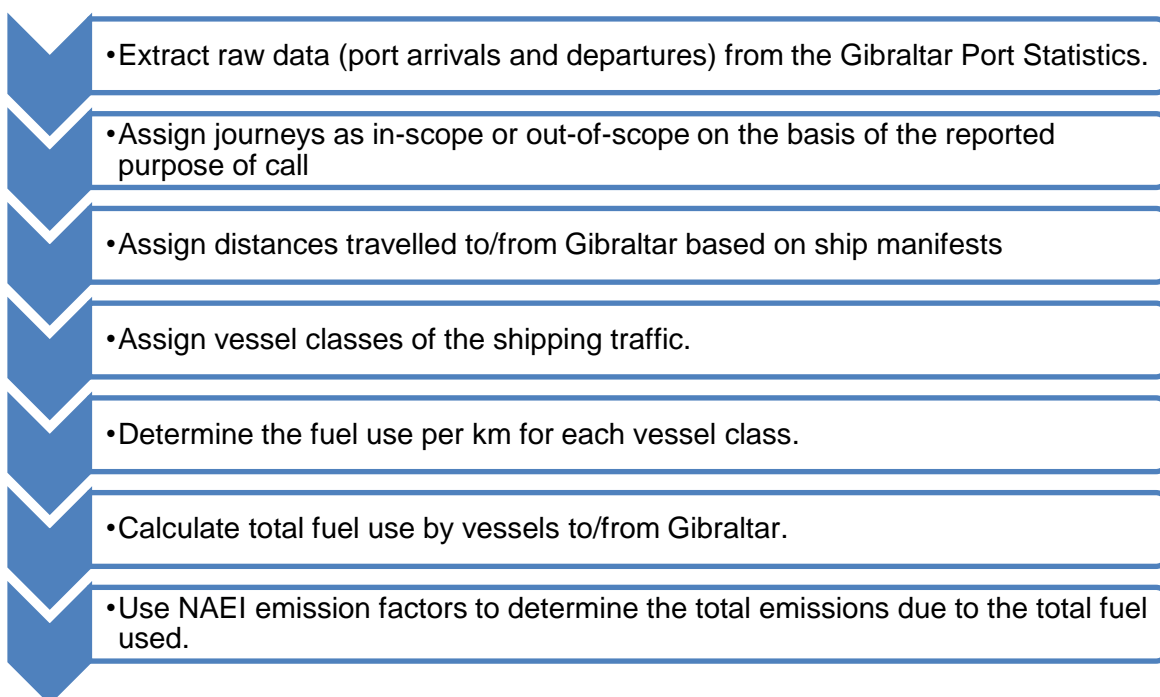 •Extract raw data (port arrivals and departures) from the Gibraltar Port Statistics.
•Assign journeys as in-scope or out-of-scope on the basis of the reported
purpose of call
•Assign distances travelled to/from Gibraltar based on ship manifests
•Assign vessel classes of the shipping traffic.
•Determine the fuel use per km for each vessel class.
•Calculate total fuel use by vessels to/from Gibraltar.
•Use NAEI emission factors to determine the total emissions due to the total fuel
used.